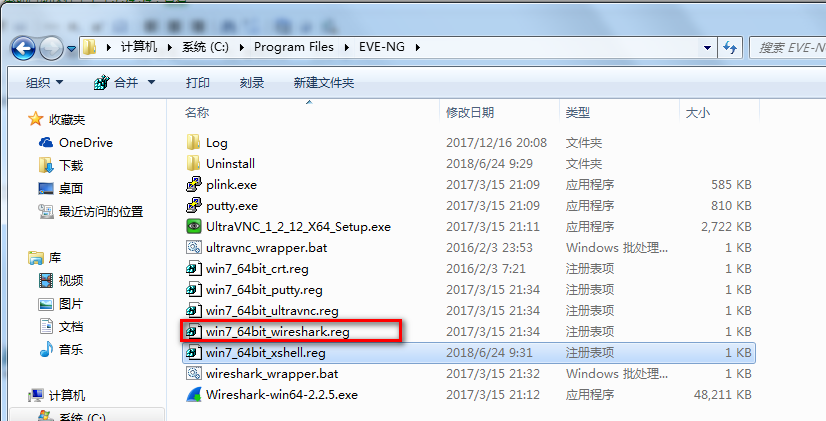 计算机 系统 (C:) Program Files EVE-NG 搜索 EVE-N
组织 合并 打印 刻录 新建文件夹
名称 修改日期 类型 大小
收藏夹
OneDrive
下载
桌面
最近访问的位置
库
视频
图片
文档
音乐
计算机
系统 (C:)
Log 2017/12/16 20:08 文件夹
Uninstall 2018/6/24 9:29 文件夹
plink.exe 2017/3/15 21:09 应用程序 585 KB
putty.exe 2017/3/15 21:09 应用程序 810 KB
UltraVNC_1_2_12_X64_Setup.exe 2017/3/15 21:11 应用程序 2,722 KB
ultravnc_wrapper.bat 2016/2/3 23:53 Windows 批处理... 1 KB
win7_64bit_crt.reg 2016/2/3 7:21 注册表项 1 KB
win7_64bit_putty.reg 2017/3/15 21:34 注册表项 1 KB
win7_64bit_ultravnc.reg 2017/3/15 21:34 注册表项 1 KB
win7_64bit_wireshark.reg 2017/3/15 21:34 注册表项 1 KB
win7_64bit_xshell.reg 2018/6/24 9:31 注册表项 1 KB
wireshark_wrapper.bat 2017/3/15 21:32 Windows 批处理... 1 KB
Wireshark-win64-2.2.5.exe 2017/3/15 21:12 应用程序 48,211 KB